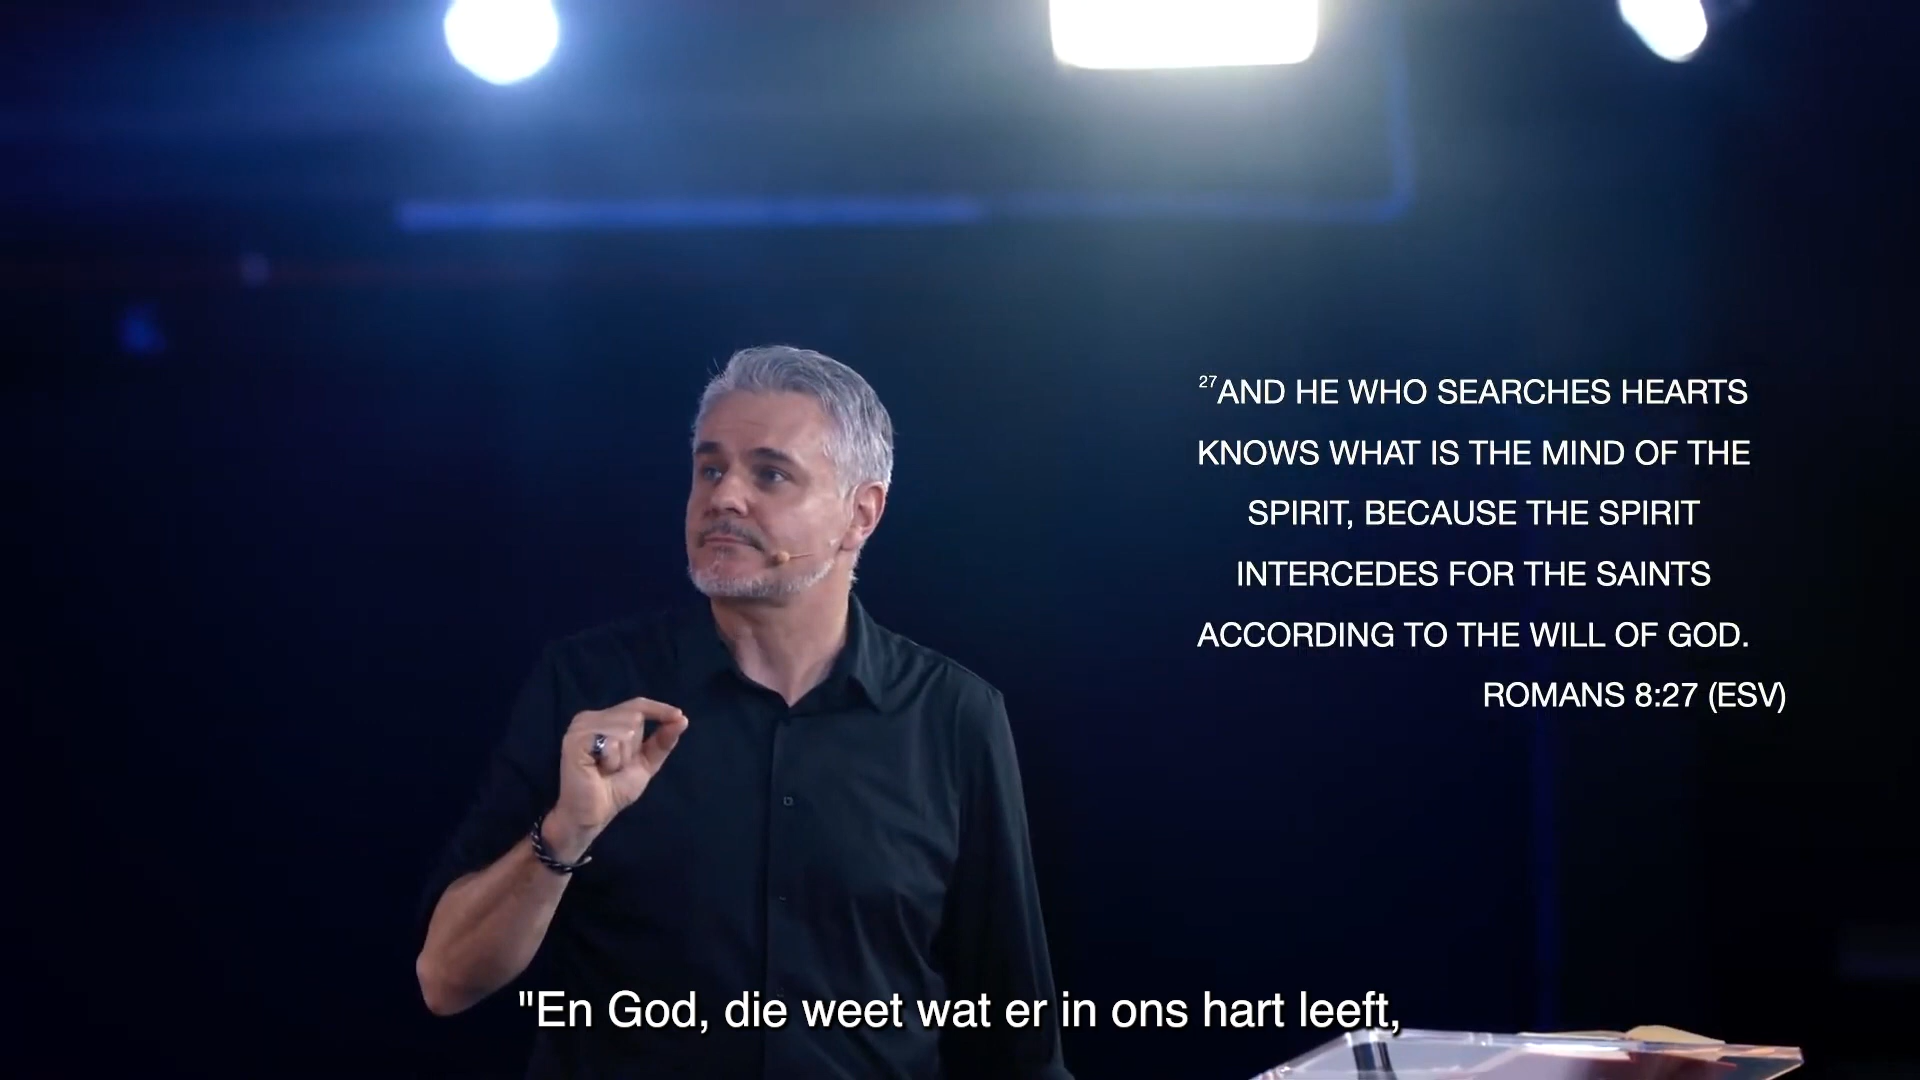 27AND HE WHO SEARCHES HEARTS
KNOWS WHAT IS THE MIND OF THE
SPIRIT, BECAUSE THE SPIRIT
INTERCEDES FOR THE SAINTS
ACCORDING TO THE WILL OF GOD.
ROMANS 8:27 (ESV)
"En God, die weet wat er in ons hart leeft,